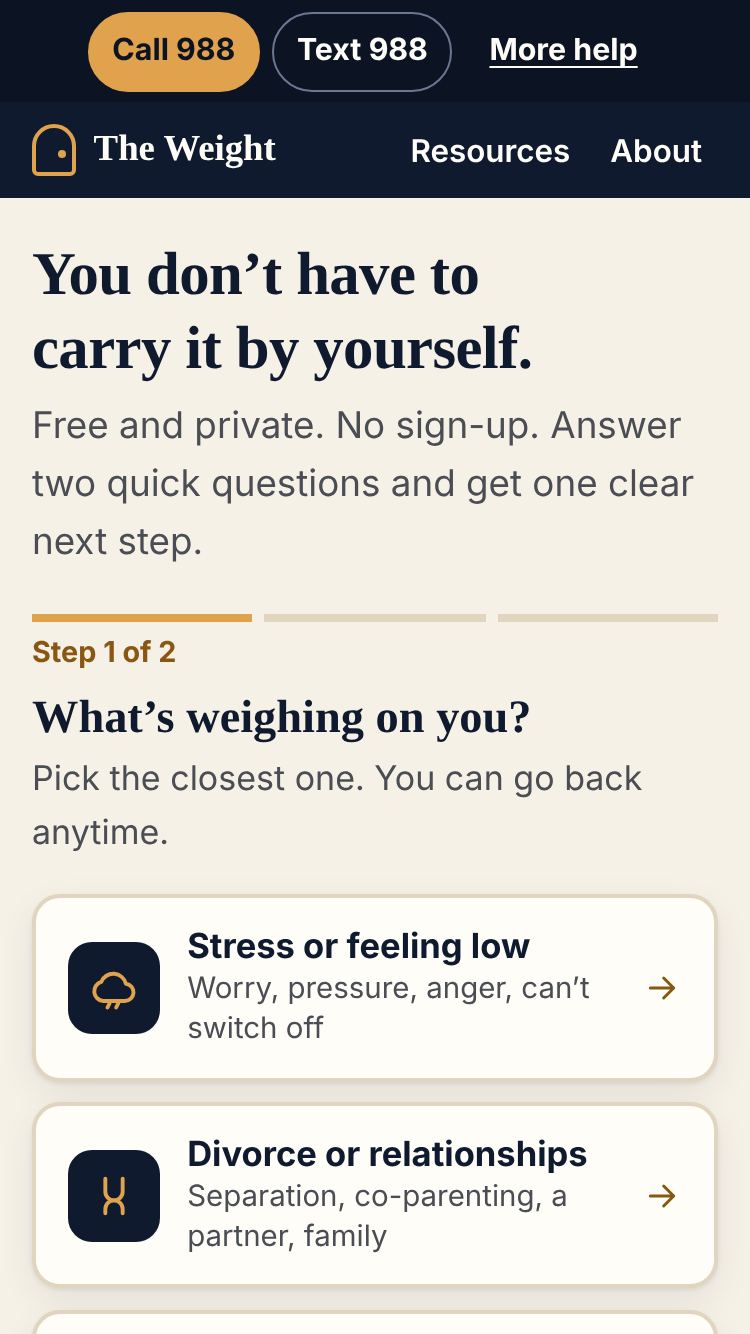 Call 988
Text 988
More help
The Weight
Resources
About
You don’t have to
carry it by yourself.
Free and private. No sign-up. Answer
two quick questions and get one clear
next step.
Step 1 of 2
What’s weighing on you?
Pick the closest one. You can go back
anytime.
Stress or feeling low
Worry, pressure, anger, can’t
switch off
Divorce or relationships
Separation, co-parenting, a
partner, family